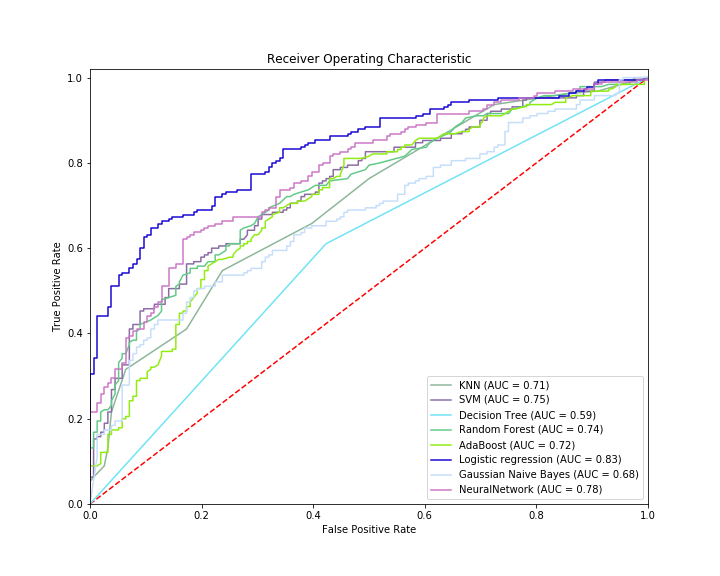 Receiver Operating Characteristic
1.0
0.8
0.6
0.4
0.2
0.0
True Positive Rate
KNN (AUC = 0.71)
SVM (AUC = 0.75)
Decision Tree (AUC = 0.59)
Random Forest (AUC = 0.74)
AdaBoost (AUC = 0.72)
Logistic regression (AUC = 0.83)
Gaussian Naive Bayes (AUC = 0.68)
NeuralNetwork (AUC = 0.78)
0.0 0.2 0.4 0.6 0.8 1.0
False Positive Rate